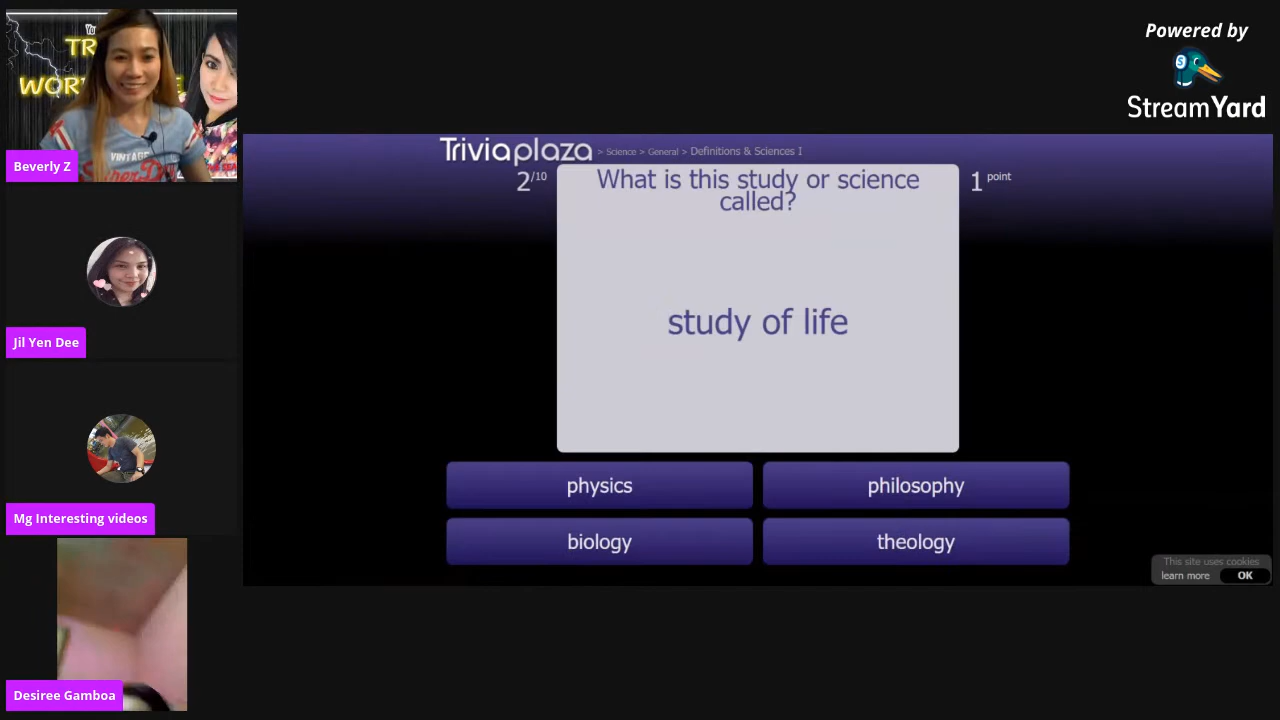 Powered by
StreamYard
Beverly Z
Jil Yen Dee
Mg Interesting videos
Desiree Gamboa
Triviaplaza > Science > General > Definitions & Sciences I
2/10
What is this study or science
called?
1 point
study of life
physics
philosophy
biology
theology
This site uses cookies
learn more
OK
VINTAGE